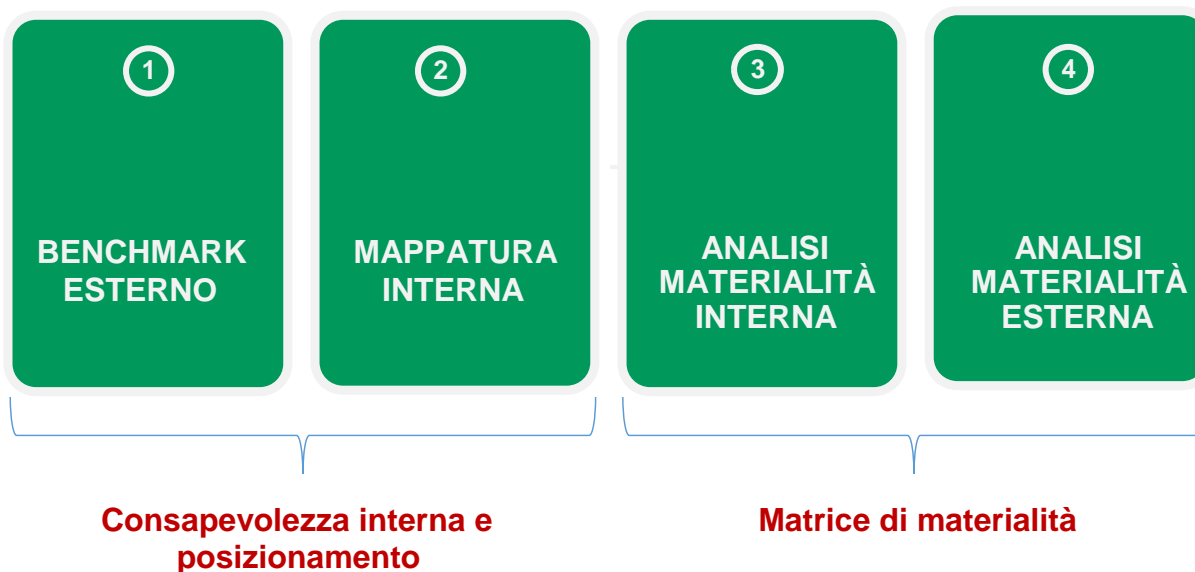 1
BENCHMARK
ESTERNO
2
MAPPATURA
INTERNA
3
ANALISI
MATERIALITÀ
INTERNA
4
ANALISI
MATERIALITÀ
ESTERNA
Consapevolezza interna e
posizionamento
Matrice di materialità